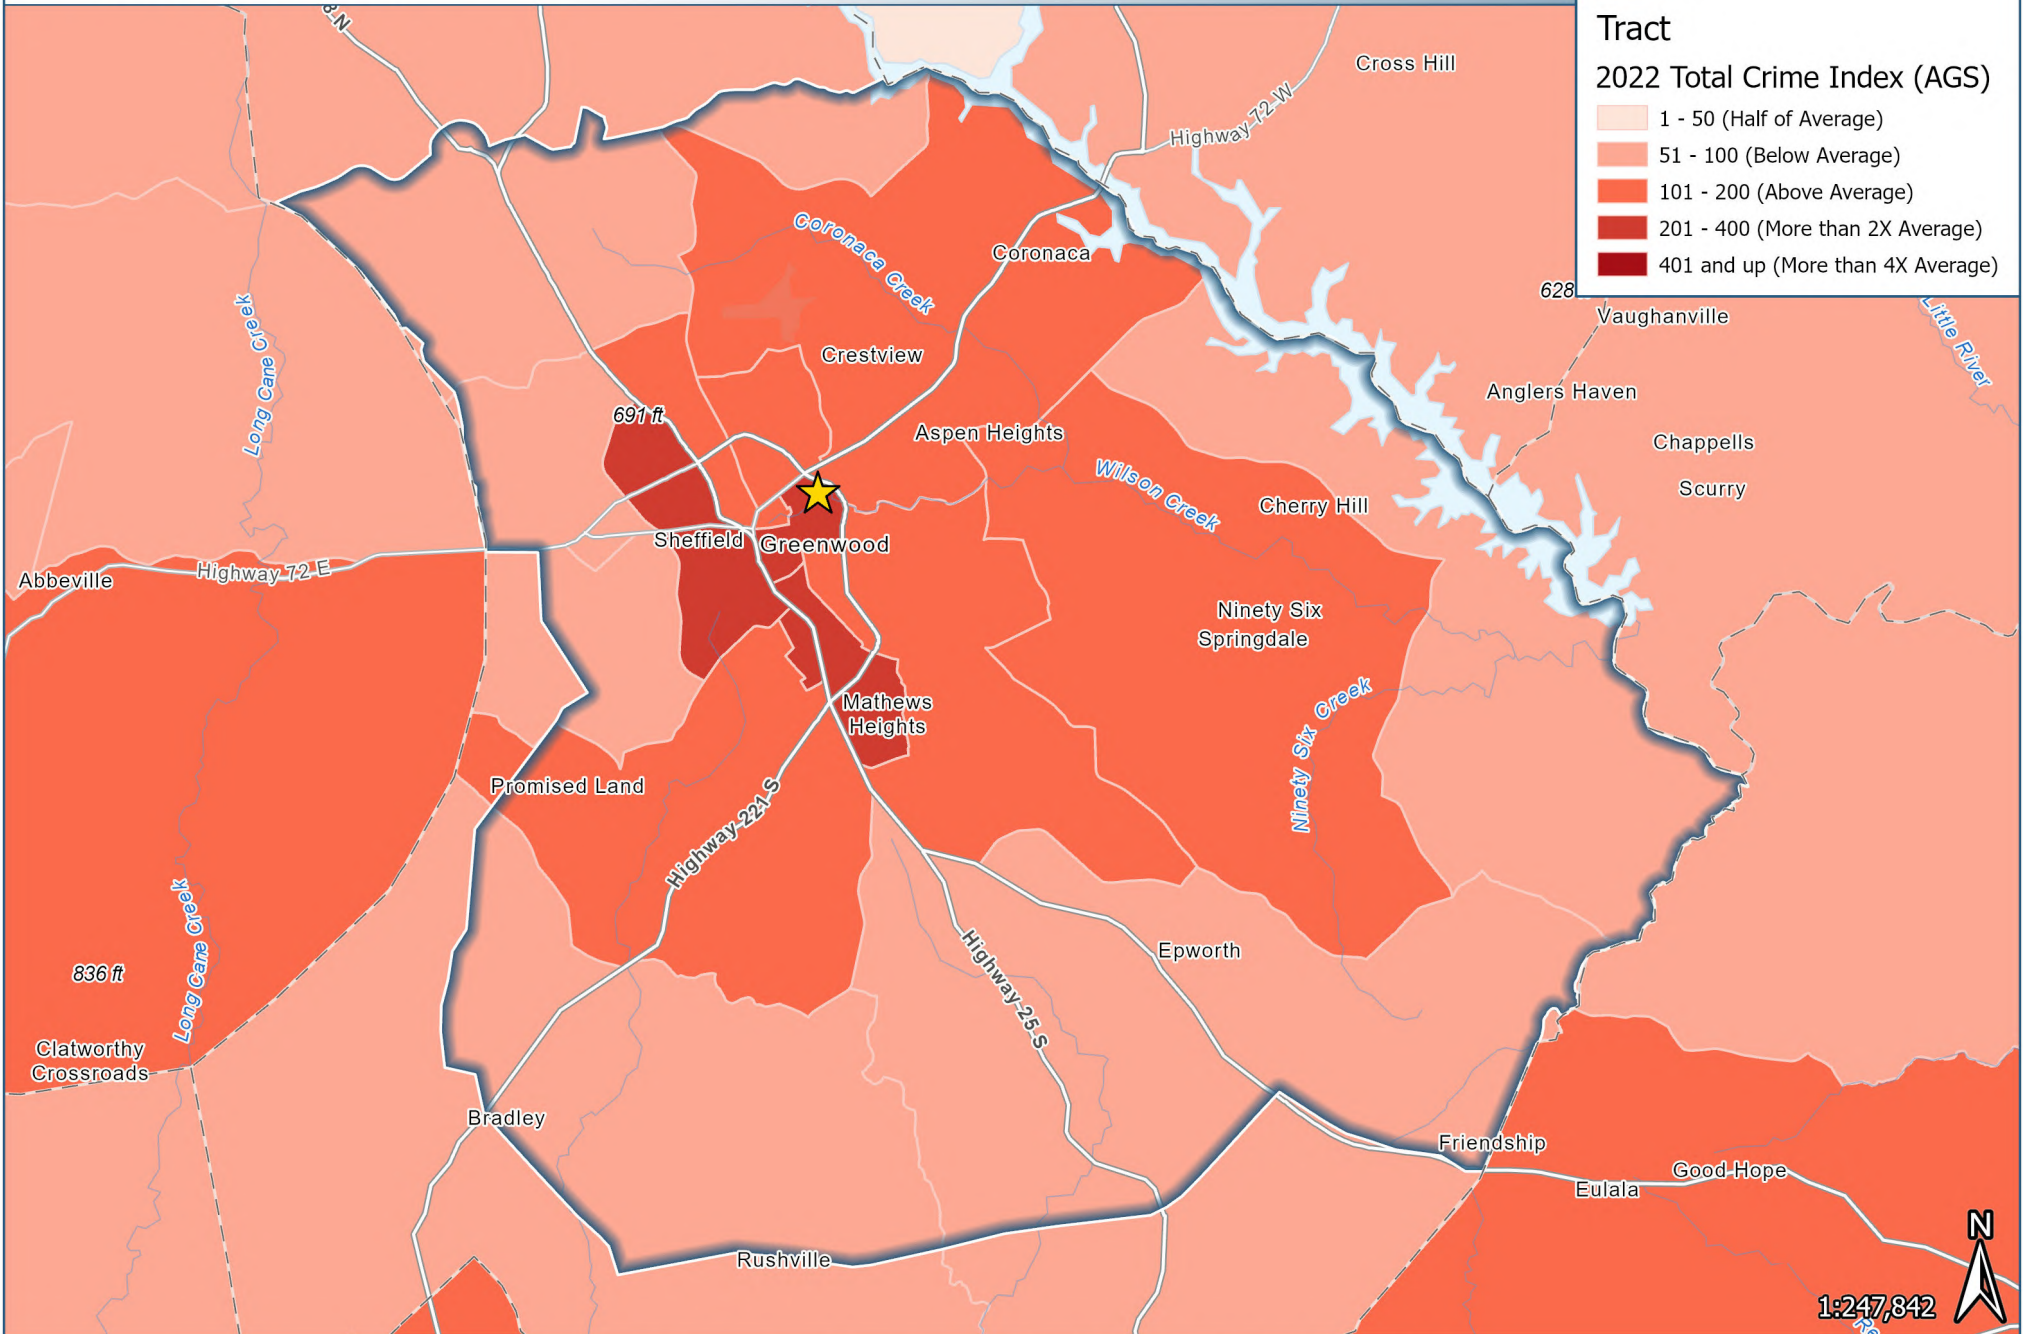 Tract
2022 Total Crime Index (AGS)
1 - 50 (Half of Average)
51 - 100 (Below Average)
101 - 200 (Above Average)
201 - 400 (More than 2X Average)
401 and up (More than 4X Average)
8 N
Cross Hill
Highway 72 W
Coronaca Creek
Coronaca
628
Vaughanville
Little River
Long Cane Creek
Crestview
Anglers Haven
691 ft
Aspen Heights
Chappells
Wilson Creek
Scurry
Cherry Hill
Sheffield
Greenwood
Highway 72 E
Abbeville
Ninety Six
Springdale
Mathews
Heights
Ninety Six Creek
Promised Land
Highway 221 S
Long Cane Creek
836 ft
Epworth
Highway 25 S
Clatworthy
Crossroads
Bradley
Friendship
Good Hope
Eulala
Rushville
N
1:247,842